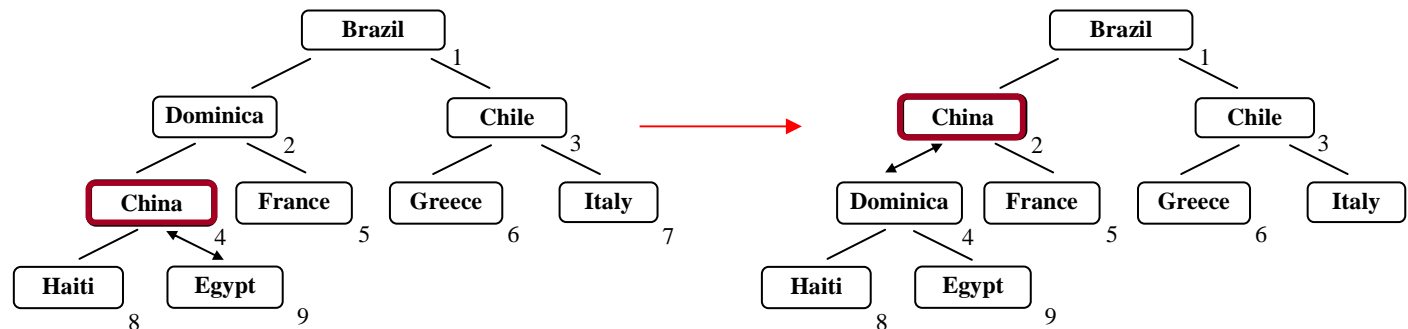 Brazil
1
Dominica
2
Chile
3
China
4
France
5
Greece
6
Italy
7
Haiti
8
Egypt
9
Brazil
1
China
2
Chile
3
Dominica
4
France
5
Greece
6
Italy
Haiti
8
Egypt
9